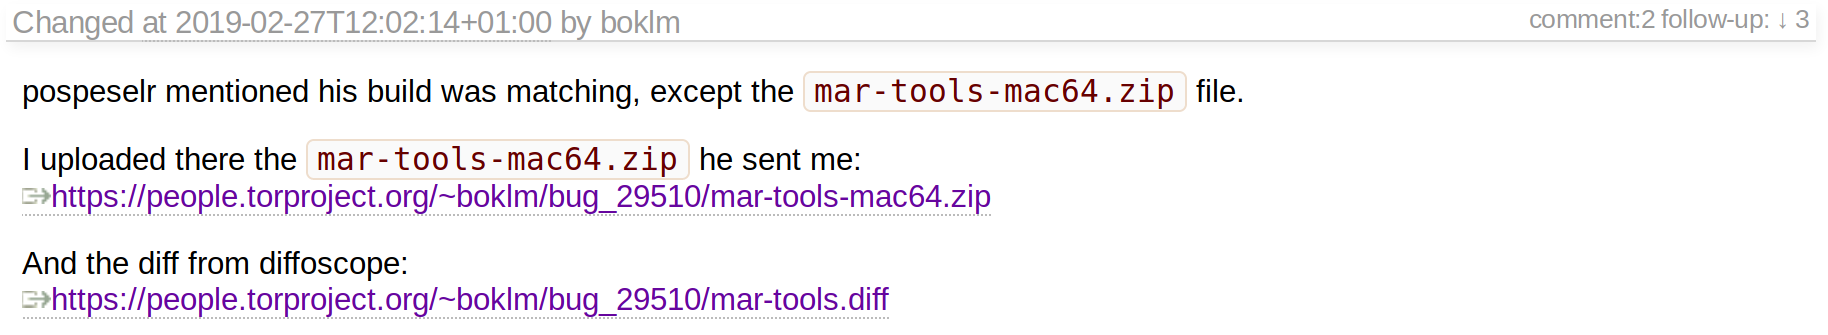 Changed at 2019-02-27T12:02:14+01:00 by boklm comment:2 follow-up: ↓ 3
pospeselr mentioned his build was matching, except the mar-tools-mac64.zip file.
I uploaded there the mar-tools-mac64.zip he sent me:
https://people.torproject.org/~boklm/bug_29510/mar-tools-mac64.zip
And the diff from diffoscope:
https://people.torproject.org/~boklm/bug_29510/mar-tools.diff